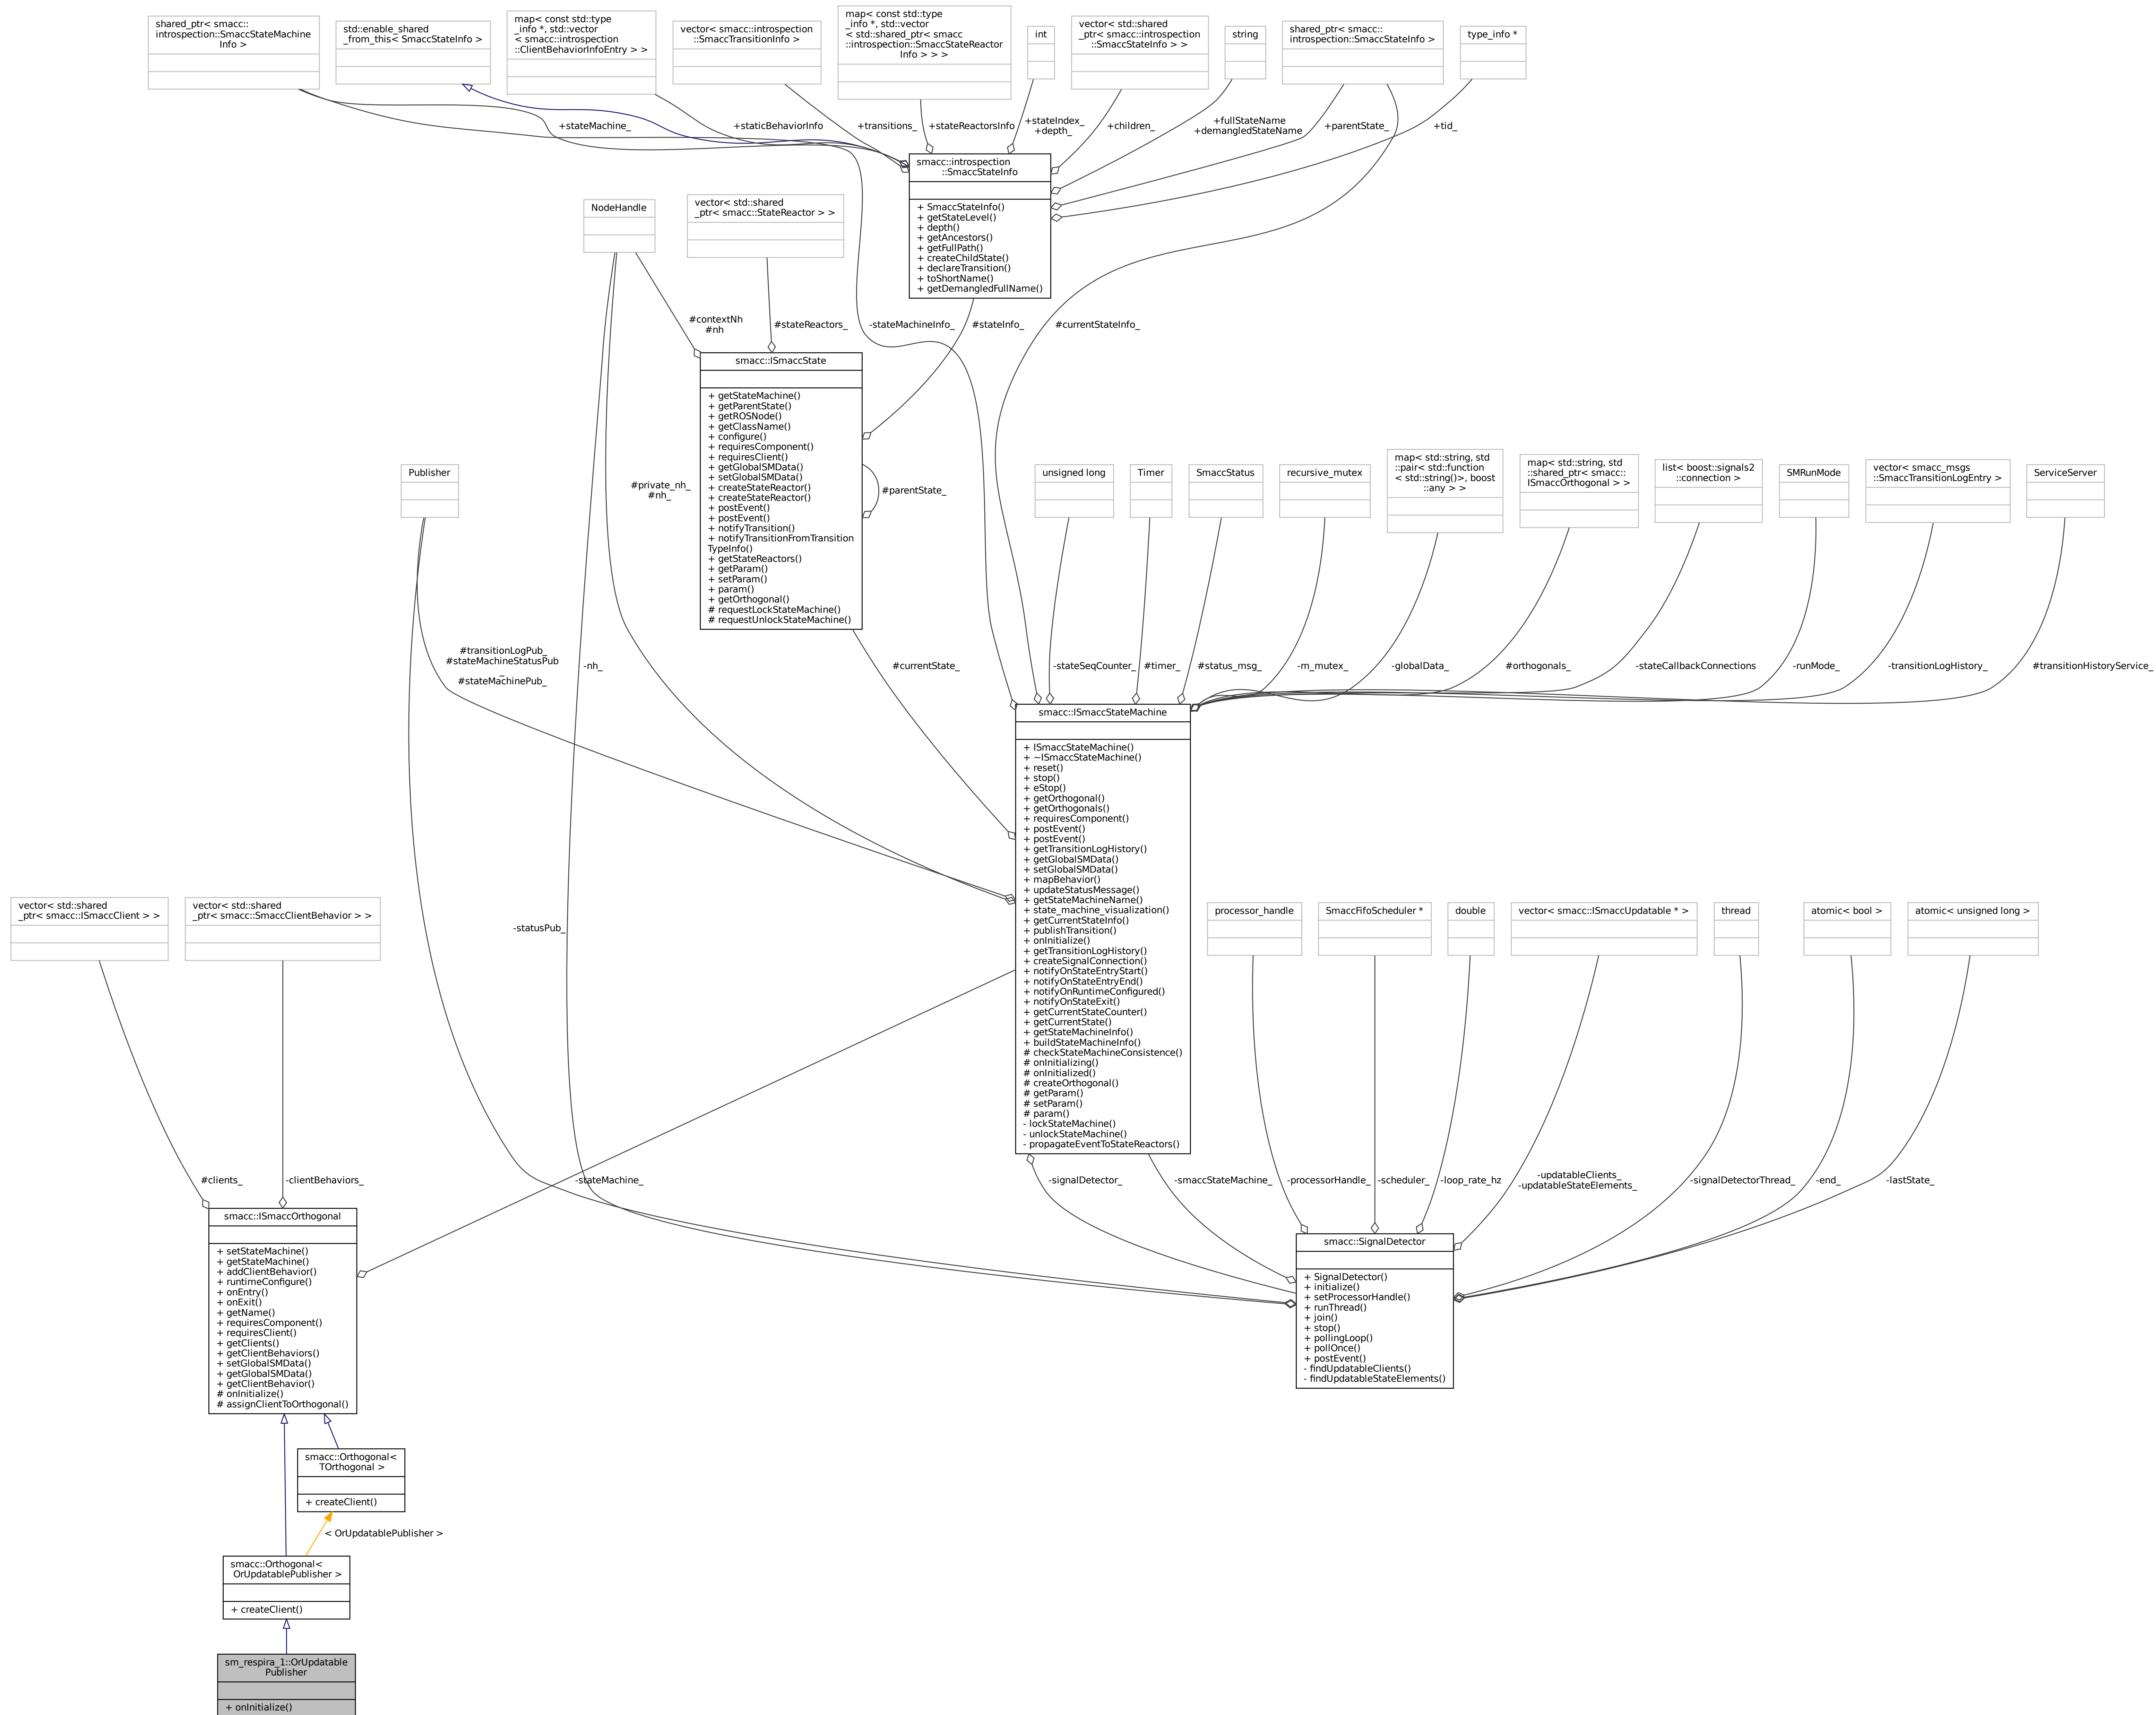 shared_ptr< smacc::
introspection::SmaccStateMachine
Info >
std::enable_shared
_from_this< SmaccStateInfo >
map< const std::type
_info *, std::vector
< smacc::introspection
::ClientBehaviorInfoEntry > >
vector< smacc::introspection
::SmaccTransitionInfo >
map< const std::type
_info *, std::vector
< std::shared_ptr< smacc
::introspection::SmaccStateReactor
Info > > >
int
vector< std::shared
_ptr< smacc::introspection
::SmaccStateInfo > >
string
shared_ptr< smacc::
introspection::SmaccStateInfo >
type_info *
+stateMachine_
+staticBehaviorInfo
+transitions_
+stateReactorsInfo
+stateIndex_
+depth_
+children_
+fullStateName
+demangledStateName
+parentState_
+tid_
smacc::introspection
::SmaccStateInfo
+ SmaccStateInfo()
+ getStateLevel()
+ depth()
+ getAncestors()
+ getFullPath()
+ createChildState()
+ declareTransition()
+ toShortName()
+ getDemangledFullName()
NodeHandle
vector< std::shared
_ptr< smacc::StateReactor > >
#contextNh
#nh
#stateReactors_
-stateMachineInfo_
#stateInfo_
#currentStateInfo_
smacc::ISmaccState
+ getStateMachine()
+ getParentState()
+ getROSNode()
+ getClassName()
+ configure()
+ requiresComponent()
+ requiresClient()
+ getGlobalSMData()
+ setGlobalSMData()
+ createStateReactor()
+ createStateReactor()
+ postEvent()
+ postEvent()
+ notifyTransition()
+ notifyTransitionFromTransition
TypeInfo()
+ getStateReactors()
+ getParam()
+ setParam()
+ param()
+ getOrthogonal()
# requestLockStateMachine()
# requestUnlockStateMachine()
#parentState_
Publisher
#private_nh_
#nh_
unsigned long
Timer
SmaccStatus
recursive_mutex
map< std::string, std
::pair< std::function
< std::string()>, boost
::any > >
map< std::string, std
::shared_ptr< smacc::
ISmaccOrthogonal > >
list< boost::signals2
::connection >
SMRunMode
vector< smacc_msgs
::SmaccTransitionLogEntry >
ServiceServer
#transitionLogPub_
#stateMachineStatusPub
_
#stateMachinePub_
-nh_
#currentState_
-stateSeqCounter_
#timer_
#status_msg_
-m_mutex_
-globalData_
#orthogonals_
-stateCallbackConnections
-runMode_
-transitionLogHistory_
#transitionHistoryService_
smacc::ISmaccStateMachine
+ ISmaccStateMachine()
+ ~ISmaccStateMachine()
+ reset()
+ stop()
+ eStop()
+ getOrthogonal()
+ getOrthogonals()
+ requiresComponent()
+ postEvent()
+ postEvent()
+ getTransitionLogHistory()
+ getGlobalSMData()
+ setGlobalSMData()
+ mapBehavior()
+ updateStatusMessage()
+ getStateMachineName()
+ state_machine_visualization()
+ getCurrentStateInfo()
+ publishTransition()
+ onInitialize()
+ getTransitionLogHistory()
+ createSignalConnection()
+ notifyOnStateEntryStart()
+ notifyOnStateEntryEnd()
+ notifyOnRuntimeConfigured()
+ notifyOnStateExit()
+ getCurrentStateCounter()
+ getCurrentState()
+ getStateMachineInfo()
+ buildStateMachineInfo()
# checkStateMachineConsistence()
# onInitializing()
# onInitialized()
# createOrthogonal()
# getParam()
# setParam()
# param()
- lockStateMachine()
- unlockStateMachine()
- propagateEventToStateReactors()
vector< std::shared
_ptr< smacc::ISmaccClient > >
vector< std::shared
_ptr< smacc::SmaccClientBehavior > >
-statusPub_
processor_handle
SmaccFifoScheduler *
double
vector< smacc::ISmaccUpdatable * >
thread
atomic< bool >
atomic< unsigned long >
#clients_
-clientBehaviors_
-stateMachine_
-signalDetector_
-smaccStateMachine_
-processorHandle_
-scheduler_
-loop_rate_hz
-updatableClients_
-updatableStateElements_
-signalDetectorThread_
-end_
-lastState_
smacc::ISmaccOrthogonal
+ setStateMachine()
+ getStateMachine()
+ addClientBehavior()
+ runtimeConfigure()
+ onEntry()
+ onExit()
+ getName()
+ requiresComponent()
+ requiresClient()
+ getClients()
+ getClientBehaviors()
+ setGlobalSMData()
+ getGlobalSMData()
+ getClientBehavior()
# onInitialize()
# assignClientToOrthogonal()
smacc::SignalDetector
+ SignalDetector()
+ initialize()
+ setProcessorHandle()
+ runThread()
+ join()
+ stop()
+ pollingLoop()
+ pollOnce()
+ postEvent()
- findUpdatableClients()
- findUpdatableStateElements()
smacc::Orthogonal<
TOrthogonal >
+ createClient()
< OrUpdatablePublisher >
smacc::Orthogonal<
OrUpdatablePublisher >
+ createClient()
sm_respira_1::OrUpdatable
Publisher
+ onInitialize()